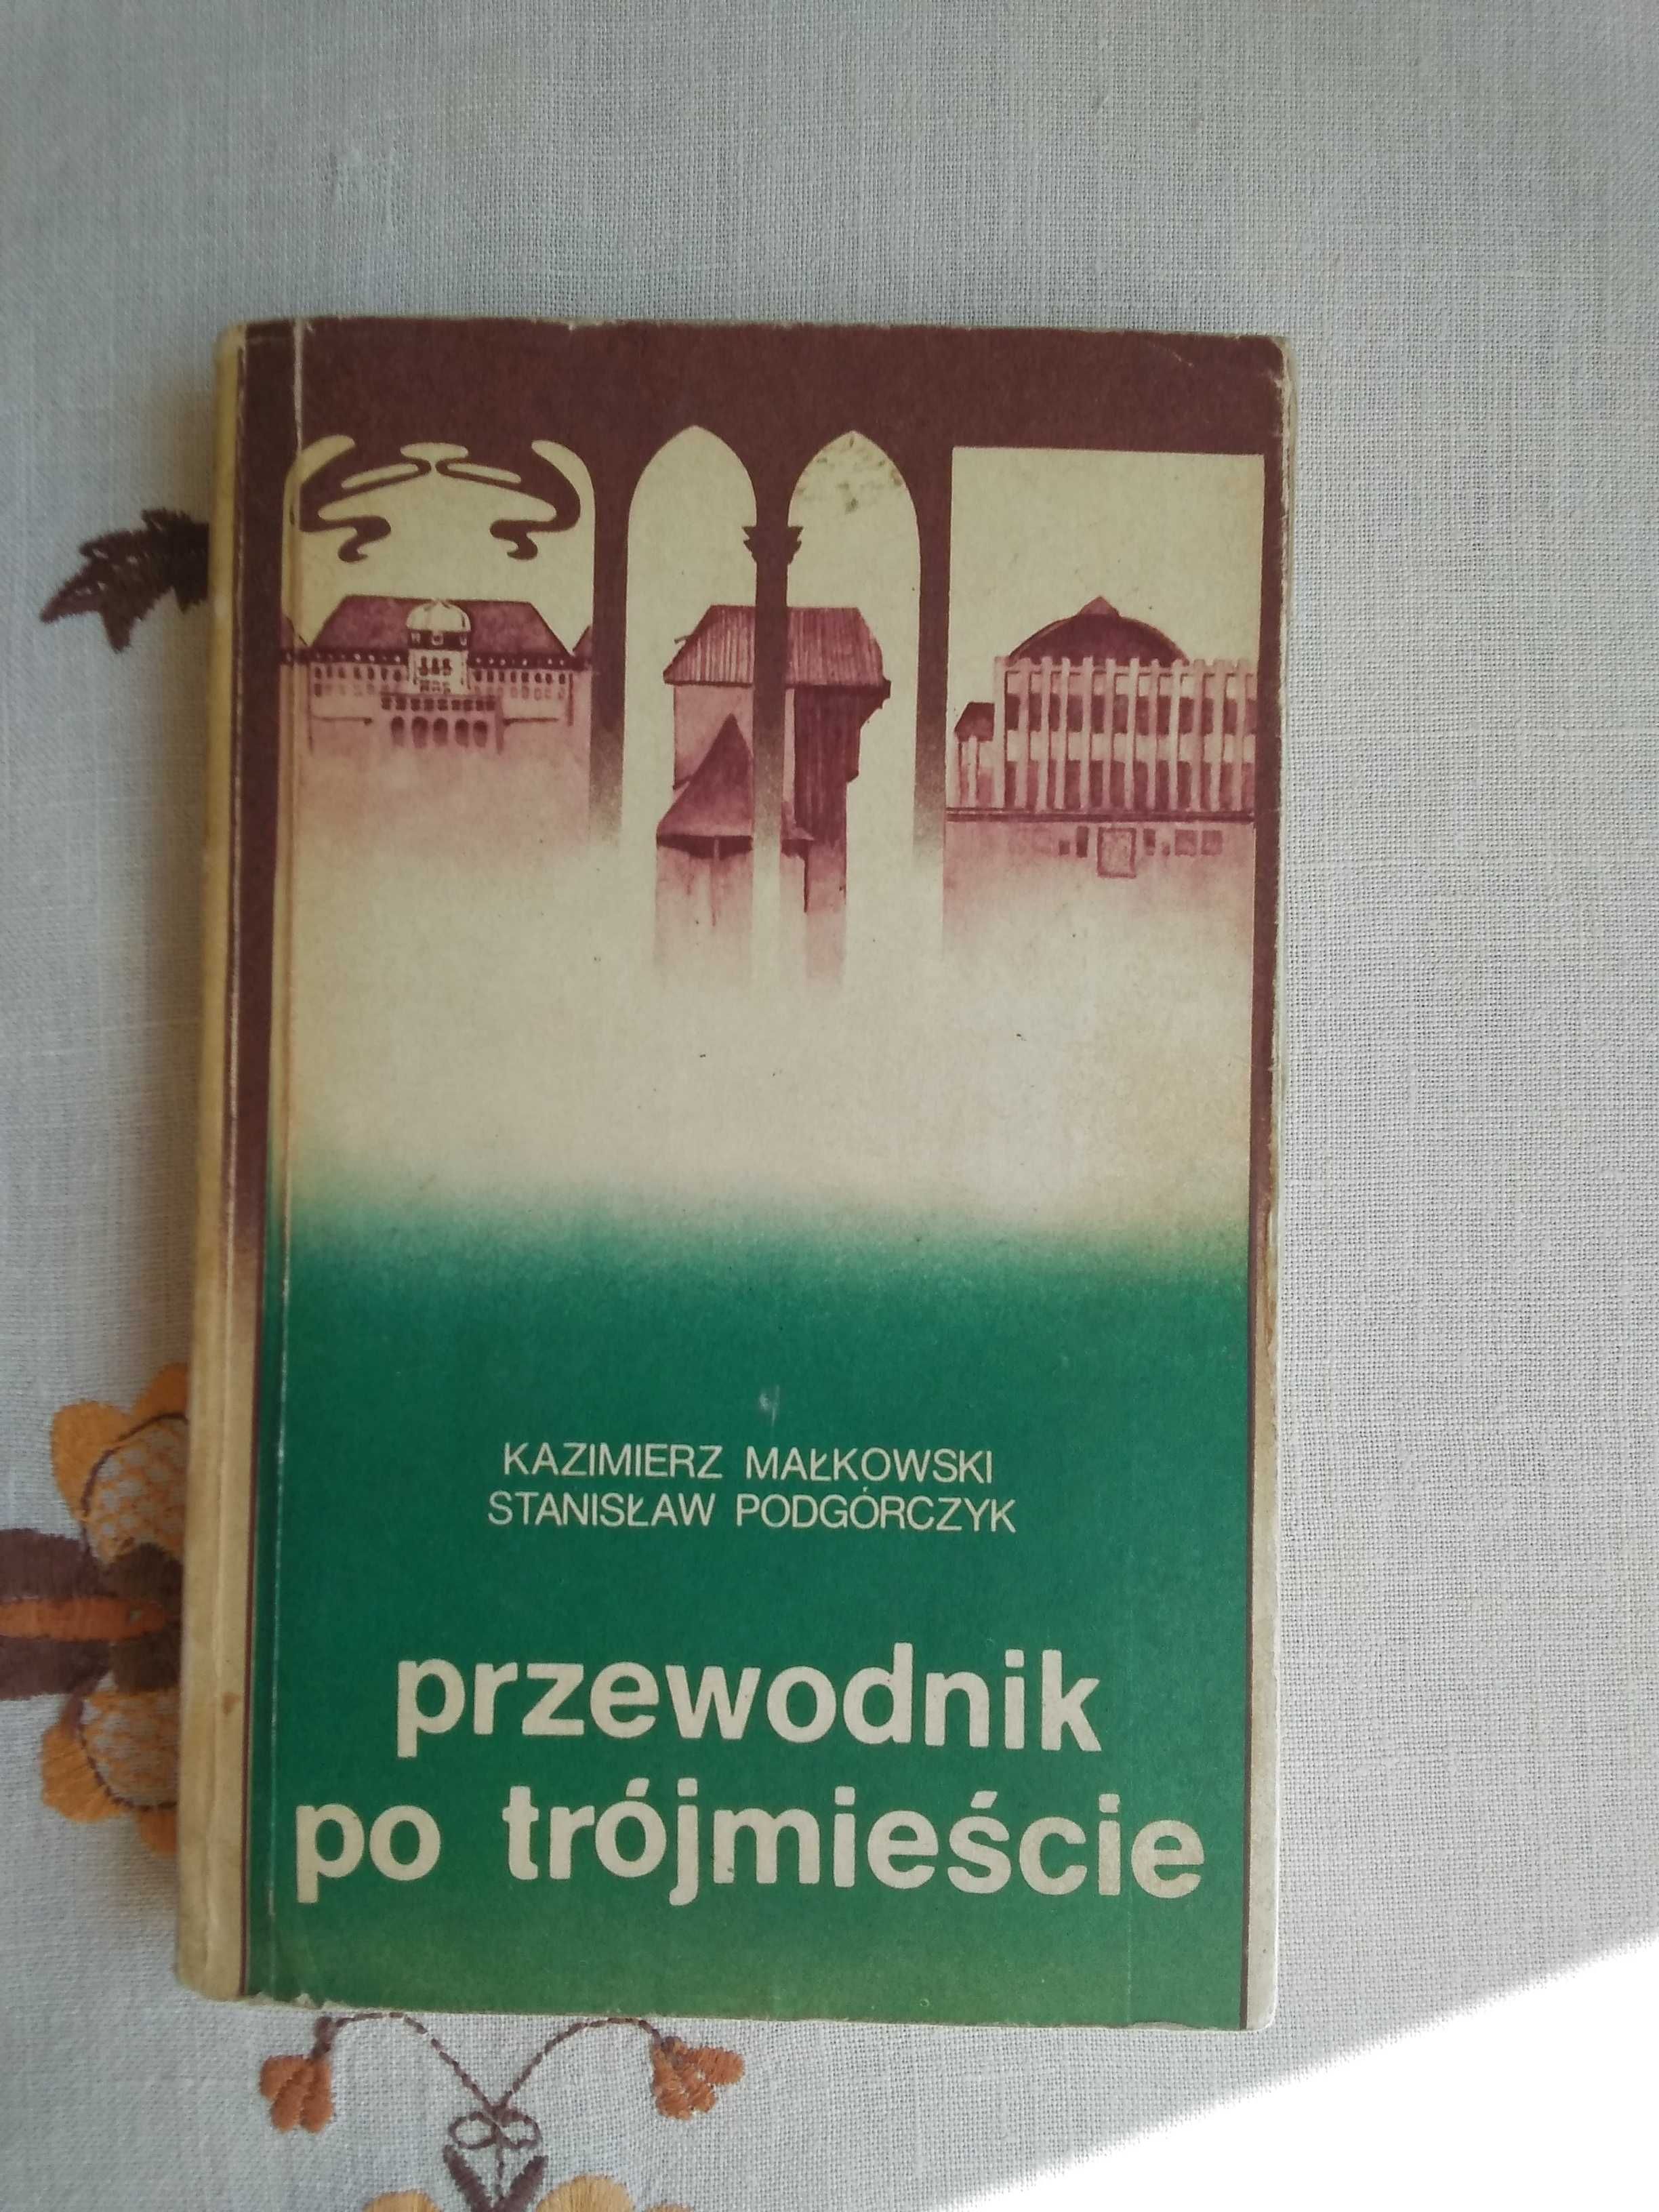 KAZIMIERZ MAŁKOWSKI
STANISŁAW PODGÓRCZYK
przewodnik
po trójmieście